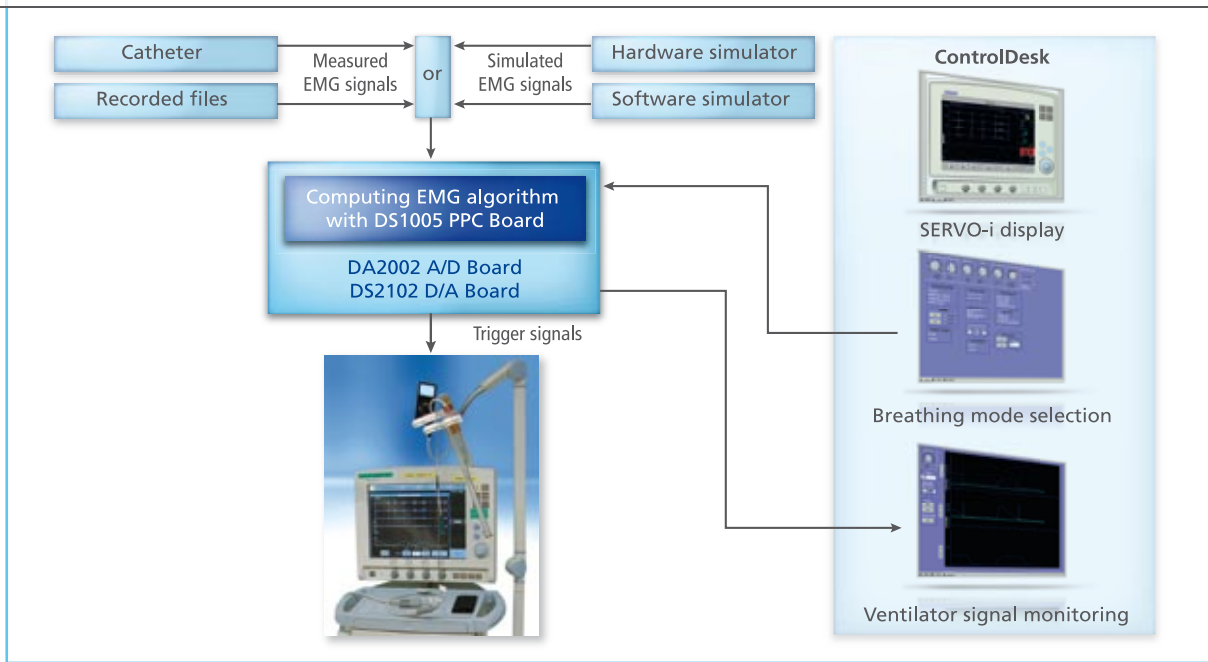 Catheter
Recorded files
Measured
EMG signals
or
Simulated
EMG signals
Hardware simulator
Software simulator
Computing EMG algorithm
with DS1005 PPC Board
DA2002 A/D Board
DS2102 D/A Board
Trigger signals
ControlDesk
SERVO-i display
Breathing mode selection
Ventilator signal monitoring